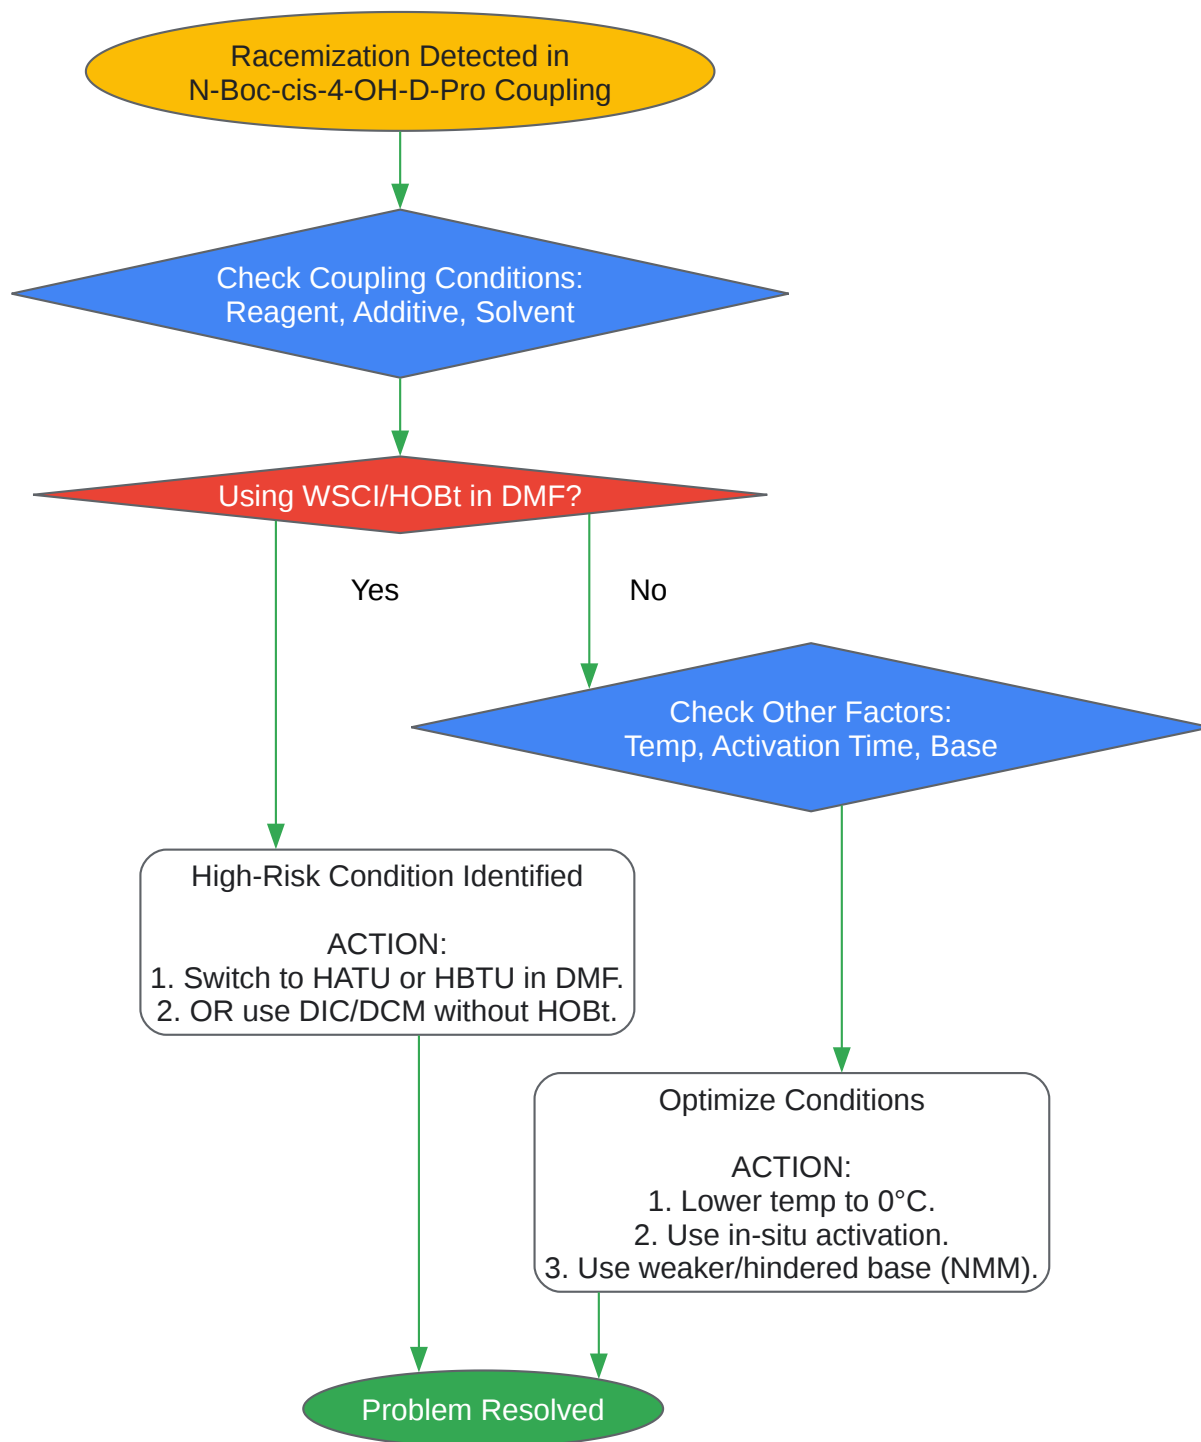 Racemization Detected in
N-Boc-cis-4-OH-D-Pro Coupling
Check Coupling Conditions:
Reagent, Additive, Solvent
Using WSCI/HOBt in DMF?
Yes
No
Check Other Factors:
Temp, Activation Time, Base
High-Risk Condition Identified
ACTION:
1. Switch to HATU or HBTU in DMF.
2. OR use DIC/DCM without HOBt.
Optimize Conditions
ACTION:
1. Lower temp to 0°C.
2. Use in-situ activation.
3. Use weaker/hindered base (NMM).
Problem Resolved